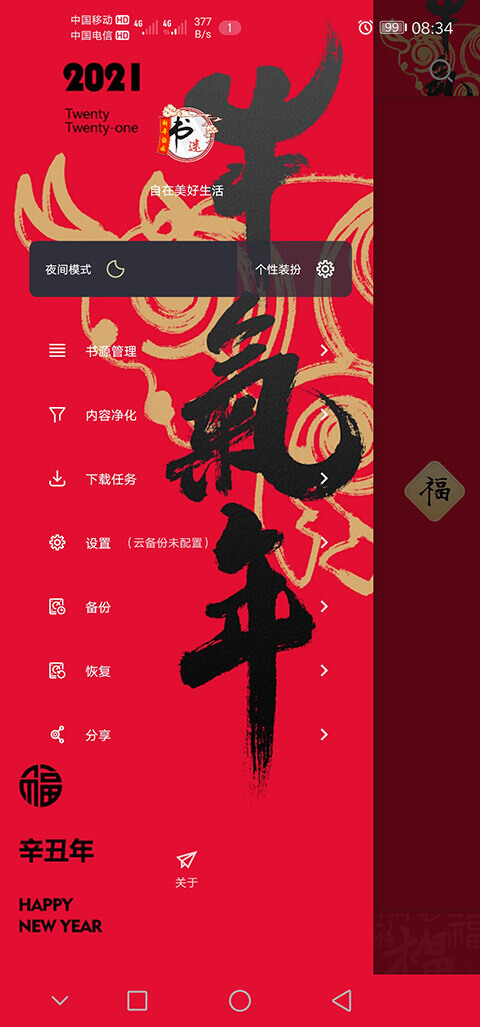 中国移动 HD 4G 4G 377 99 08:34
中国电信 HD B/s 1
2021
Twenty
Twenty-one
书迷
自在美好生活
夜间模式
个性装扮
书源管理
内容净化
下载任务
设置 (云备份未配置)
备份
恢复
分享
牛
氣
年
福
福
辛丑年
关于
HAPPY
NEW YEAR